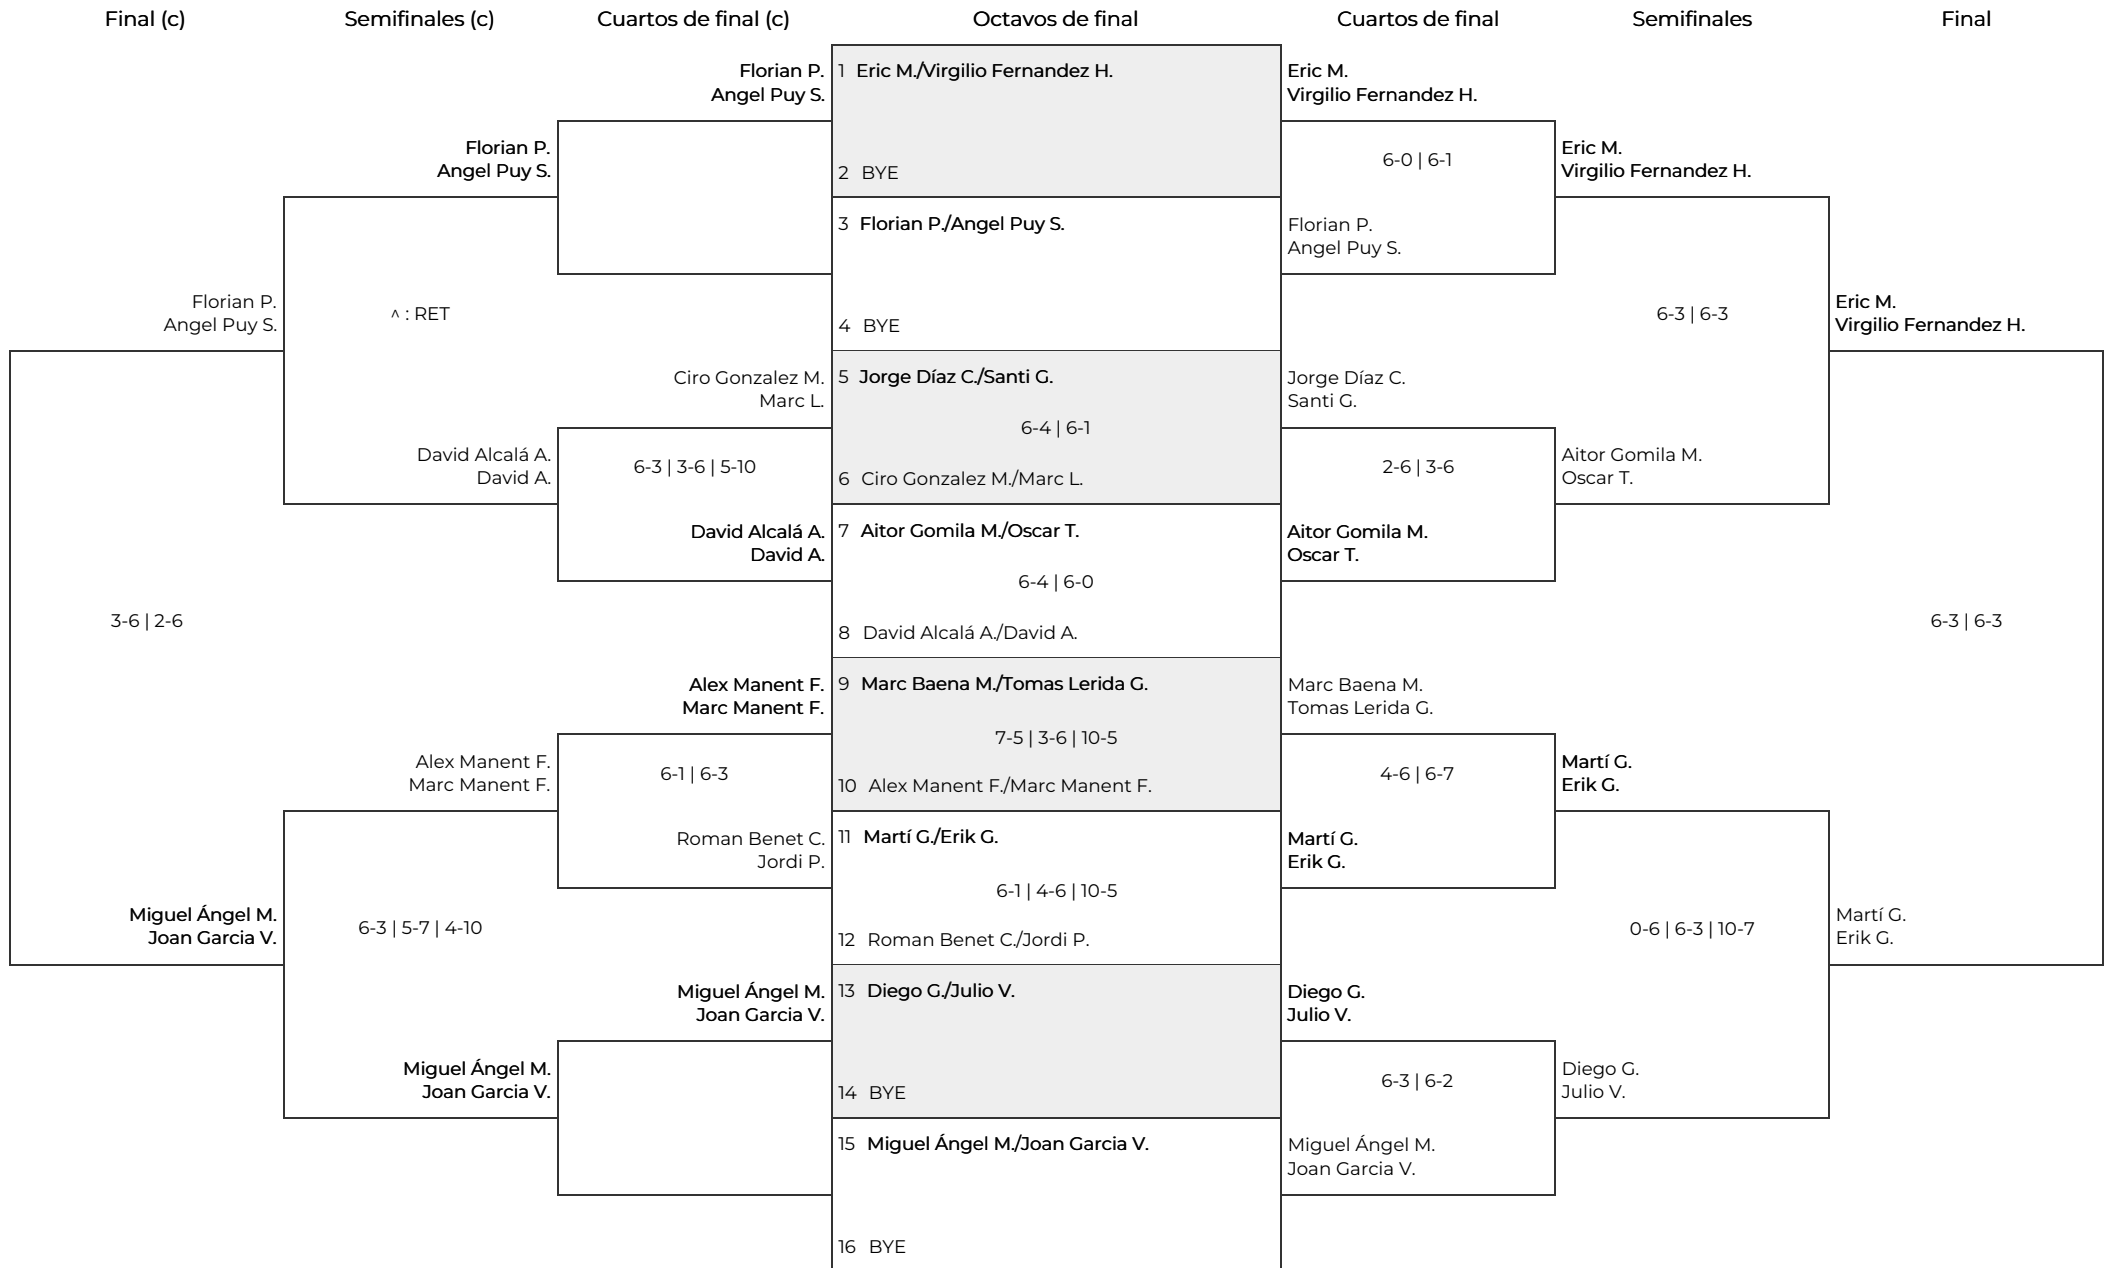 Final (c)
Semifinales (c)
Cuartos de final (c)
Octavos de final
Cuartos de final
Semifinales
Final
Florian P.
Angel Puy S.
3-6 | 2-6
Miguel Ángel M.
Joan Garcia V.
Florian P.
Angel Puy S.
^ : RET
David Alcalá A.
David A.
Alex Manent F.
Marc Manent F.
6-3 | 5-7 | 4-10
Miguel Ángel M.
Joan Garcia V.
Florian P.
Angel Puy S.
Ciro Gonzalez M.
Marc L.
6-3 | 3-6 | 5-10
David Alcalá A.
David A.
Alex Manent F.
Marc Manent F.
6-1 | 6-3
Roman Benet C.
Jordi P.
Miguel Ángel M.
Joan Garcia V.
1 Eric M./Virgilio Fernandez H.
2 BYE
3 Florian P./Angel Puy S.
4 BYE
5 Jorge Díaz C./Santi G.
6-4 | 6-1
6 Ciro Gonzalez M./Marc L.
7 Aitor Gomila M./Oscar T.
6-4 | 6-0
8 David Alcalá A./David A.
9 Marc Baena M./Tomas Lerida G.
7-5 | 3-6 | 10-5
10 Alex Manent F./Marc Manent F.
11 Martí G./Erik G.
6-1 | 4-6 | 10-5
12 Roman Benet C./Jordi P.
13 Diego G./Julio V.
14 BYE
15 Miguel Ángel M./Joan Garcia V.
16 BYE
Eric M.
Virgilio Fernandez H.
6-0 | 6-1
Florian P.
Angel Puy S.
Jorge Díaz C.
Santi G.
2-6 | 3-6
Aitor Gomila M.
Oscar T.
Marc Baena M.
Tomas Lerida G.
4-6 | 6-7
Martí G.
Erik G.
Diego G.
Julio V.
6-3 | 6-2
Miguel Ángel M.
Joan Garcia V.
Eric M.
Virgilio Fernandez H.
6-3 | 6-3
Aitor Gomila M.
Oscar T.
Martí G.
Erik G.
0-6 | 6-3 | 10-7
Diego G.
Julio V.
Eric M.
Virgilio Fernandez H.
6-3 | 6-3
Martí G.
Erik G.